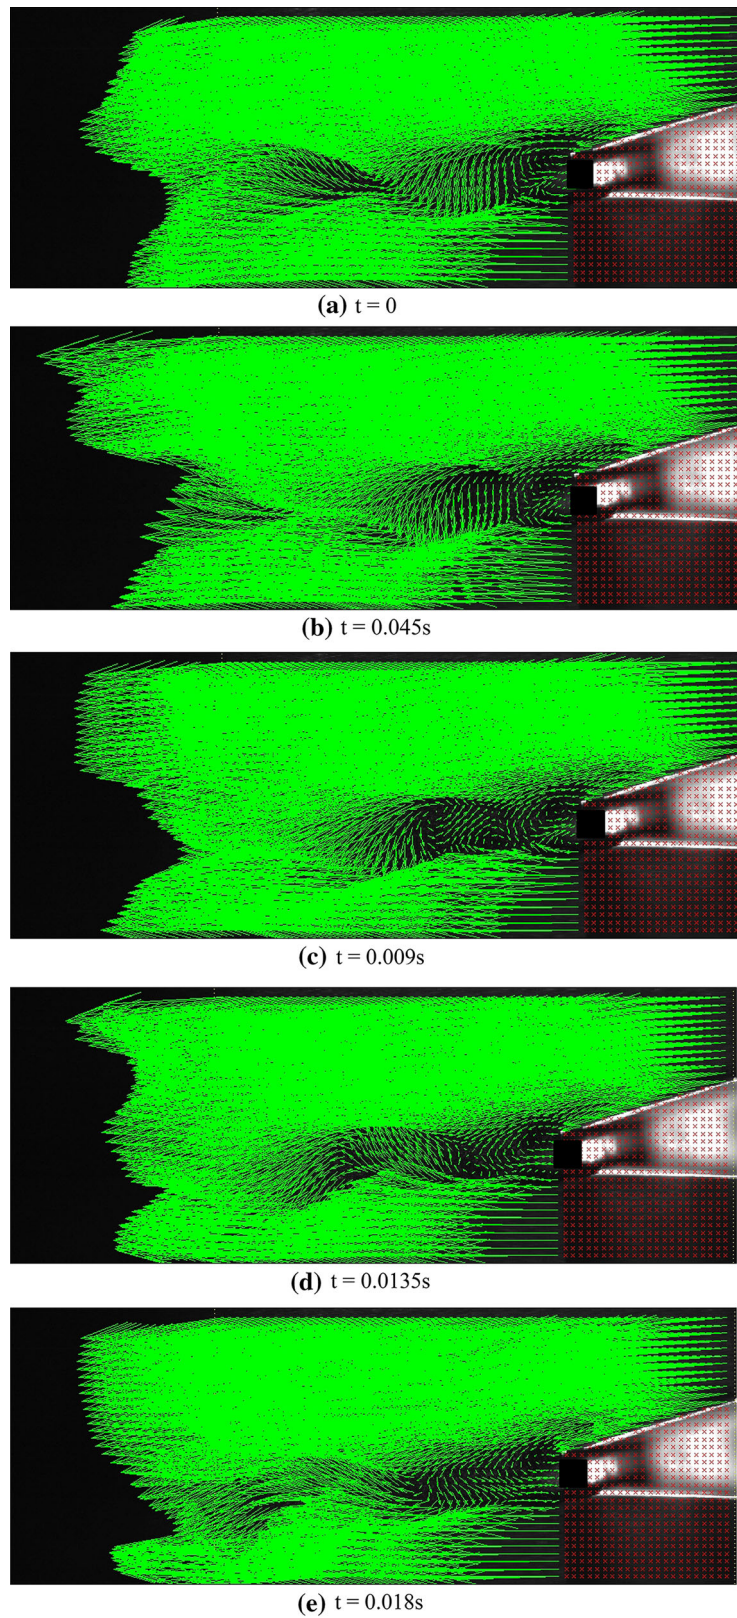 (a) t = 0
(b) t = 0.045s
(c) t = 0.009s
(d) t = 0.0135s
(e) t = 0.018s